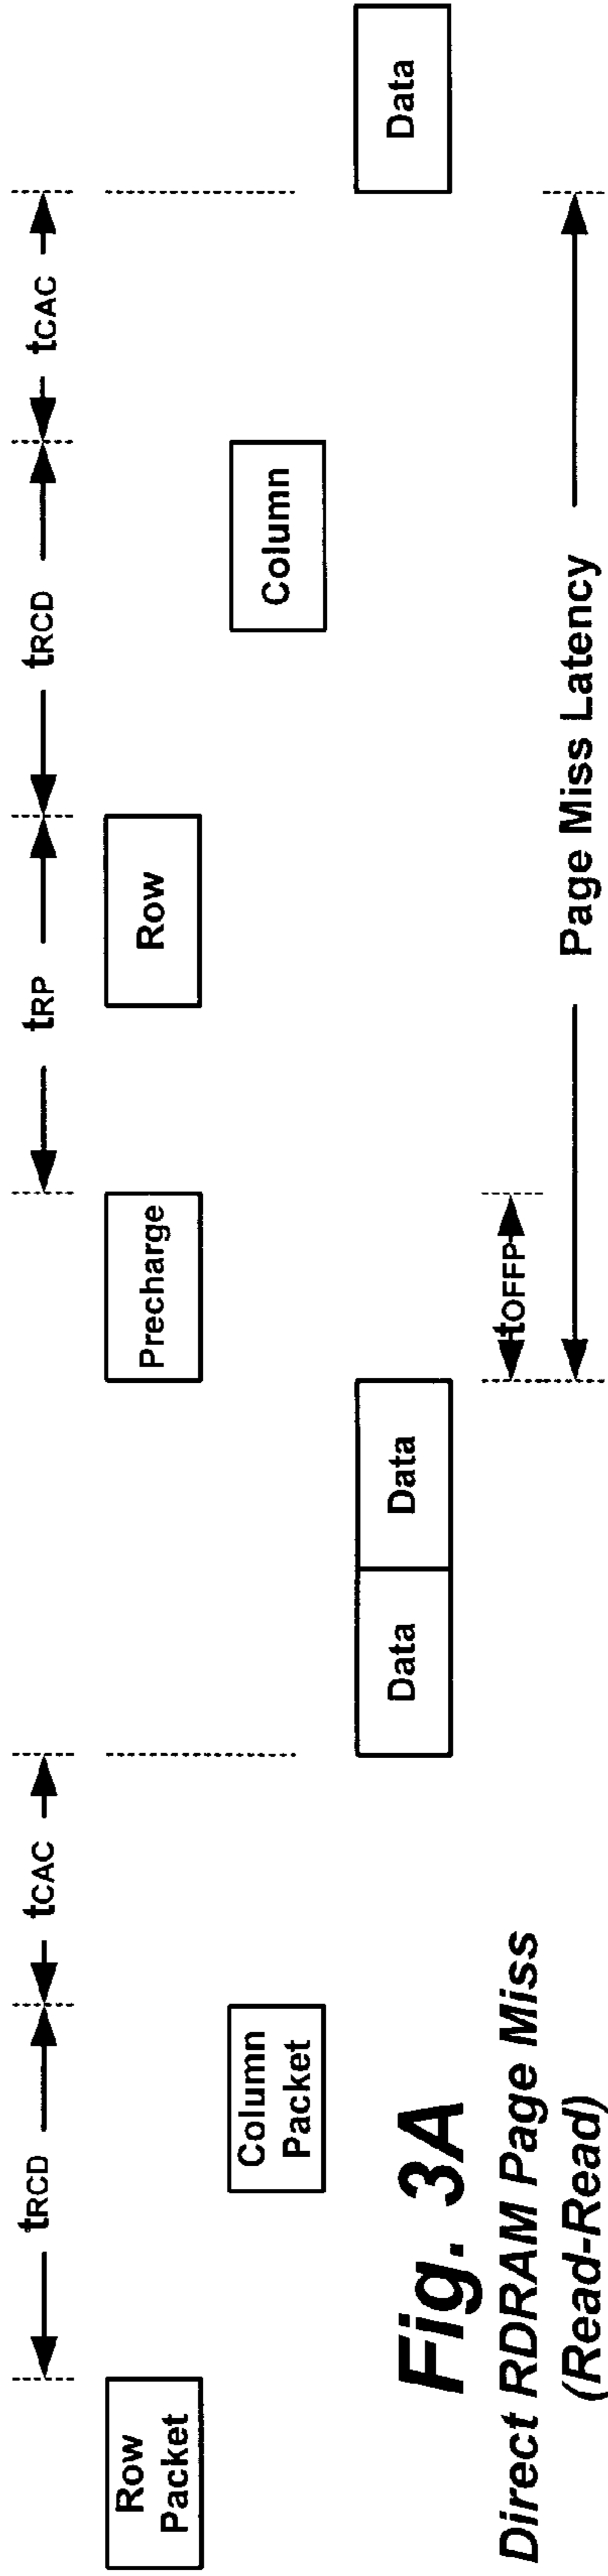 tRCD
tCAC
tRP
tRCD
tCAC
Row
Packet
Precharge
Row
Column
Packet
Column
Data
Data
Data
tOFFP
Page Miss Latency
Fig. 3A
Direct RDRAM Page Miss
(Read-Read)